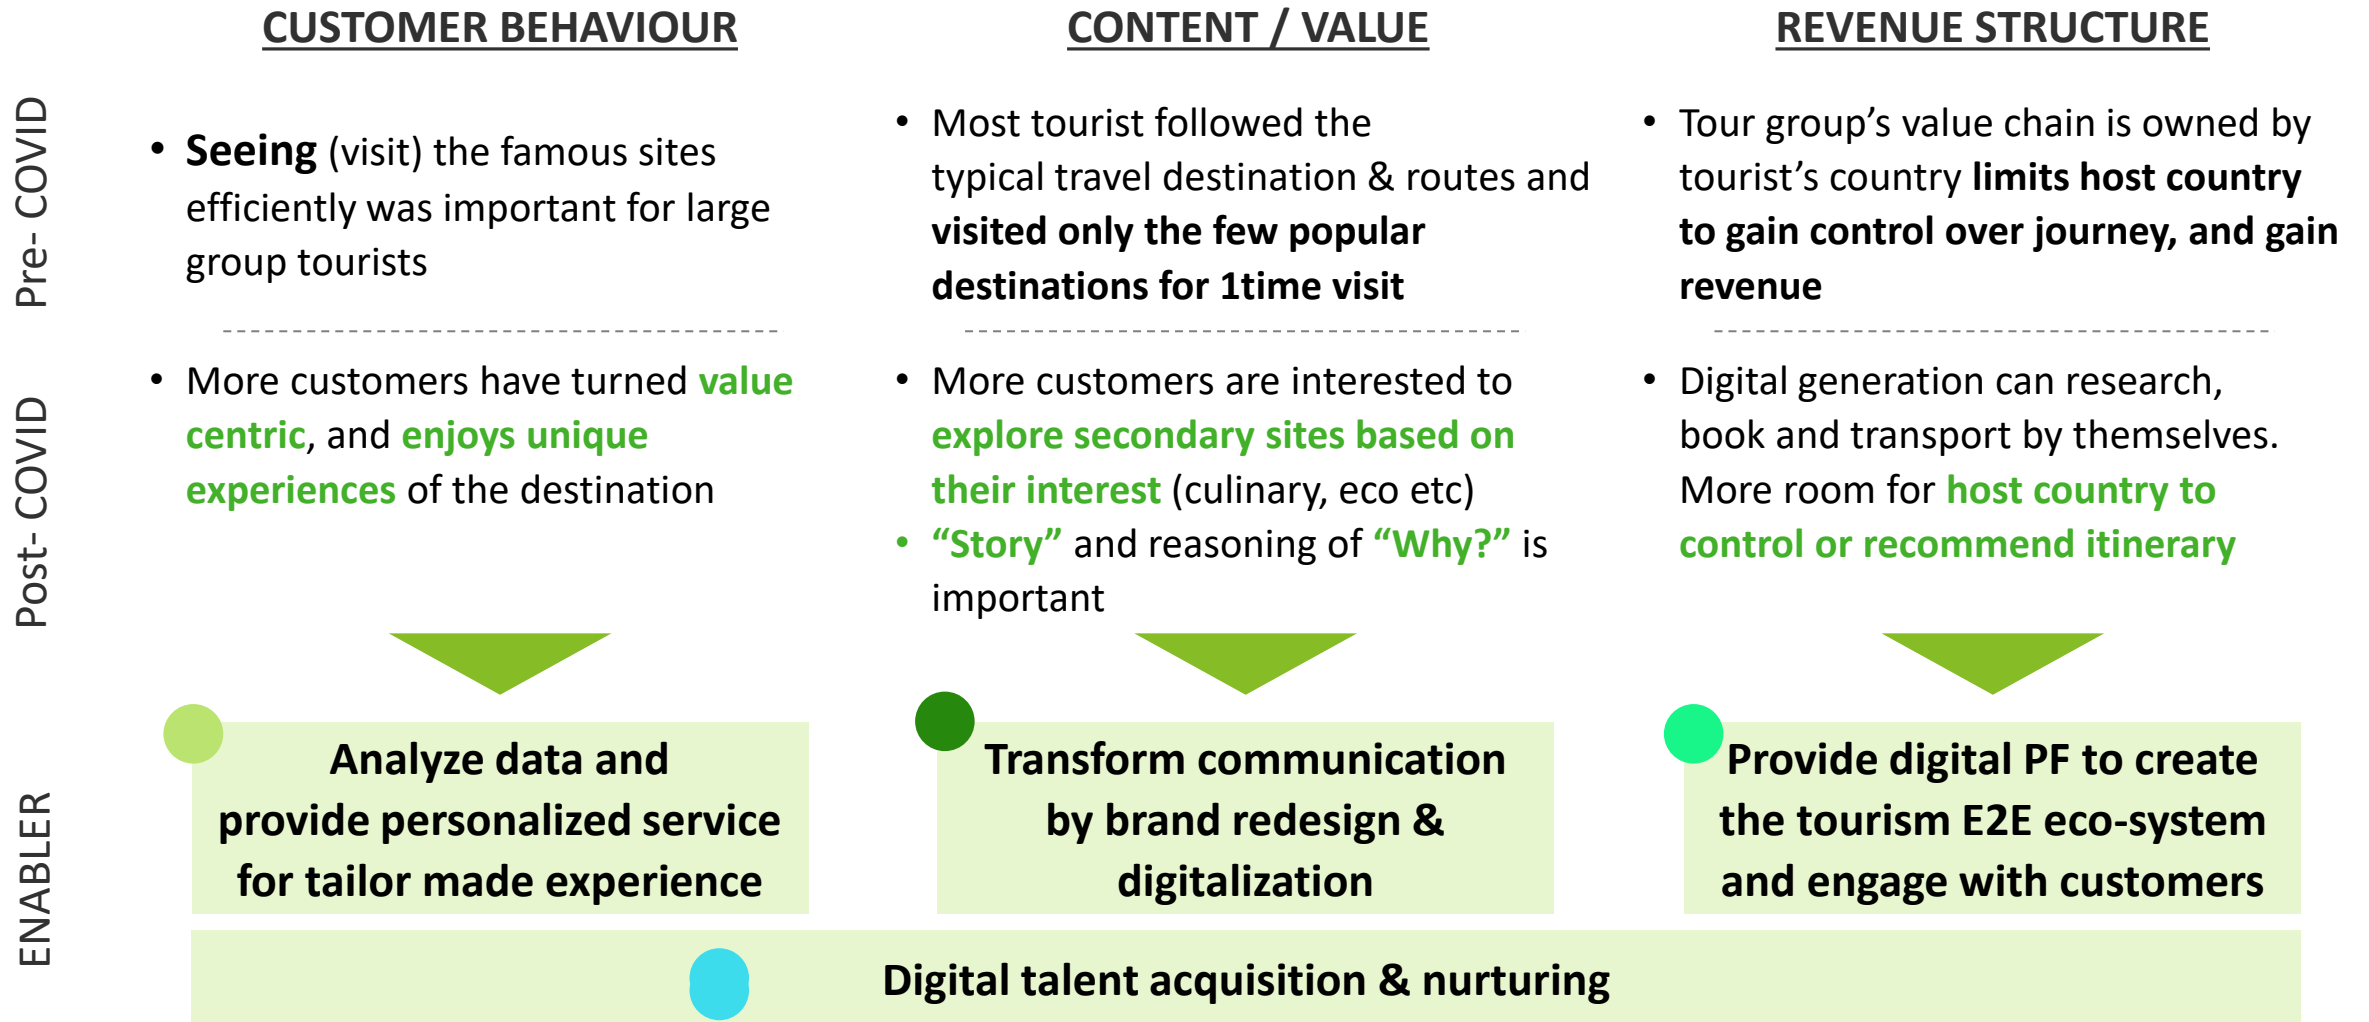 CUSTOMER BEHAVIOUR
CONTENT / VALUE
REVENUE STRUCTURE
Pre- COVID
• Seeing (visit) the famous sites
efficiently was important for large
group tourists
• Most tourist followed the
typical travel destination & routes and
visited only the few popular
destinations for 1time visit
• Tour group’s value chain is owned by
tourist’s country limits host country
to gain control over journey, and gain
revenue
Post- COVID
• More customers have turned value
centric, and enjoys unique
experiences of the destination
• More customers are interested to
explore secondary sites based on
their interest (culinary, eco etc)
• “Story” and reasoning of “Why?” is
important
• Digital generation can research,
book and transport by themselves.
More room for host country to
control or recommend itinerary
ENABLER
Analyze data and
provide personalized service
for tailor made experience
Transform communication
by brand redesign &
digitalization
Provide digital PF to create
the tourism E2E eco-system
and engage with customers
Digital talent acquisition & nurturing